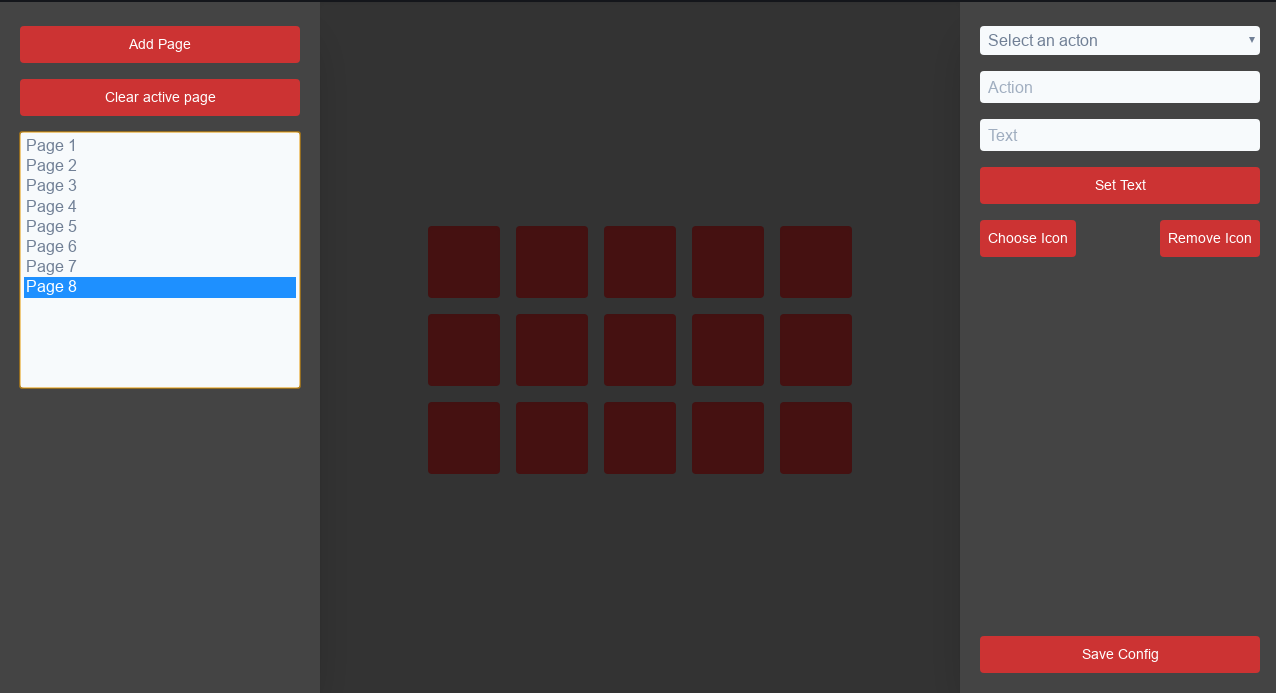 Add Page
Clear active page
Page 1
Page 2
Page 3
Page 4
Page 5
Page 6
Page 7
Page 8
Select an acton
Action
Text
Set Text
Choose Icon
Remove Icon
Save Config